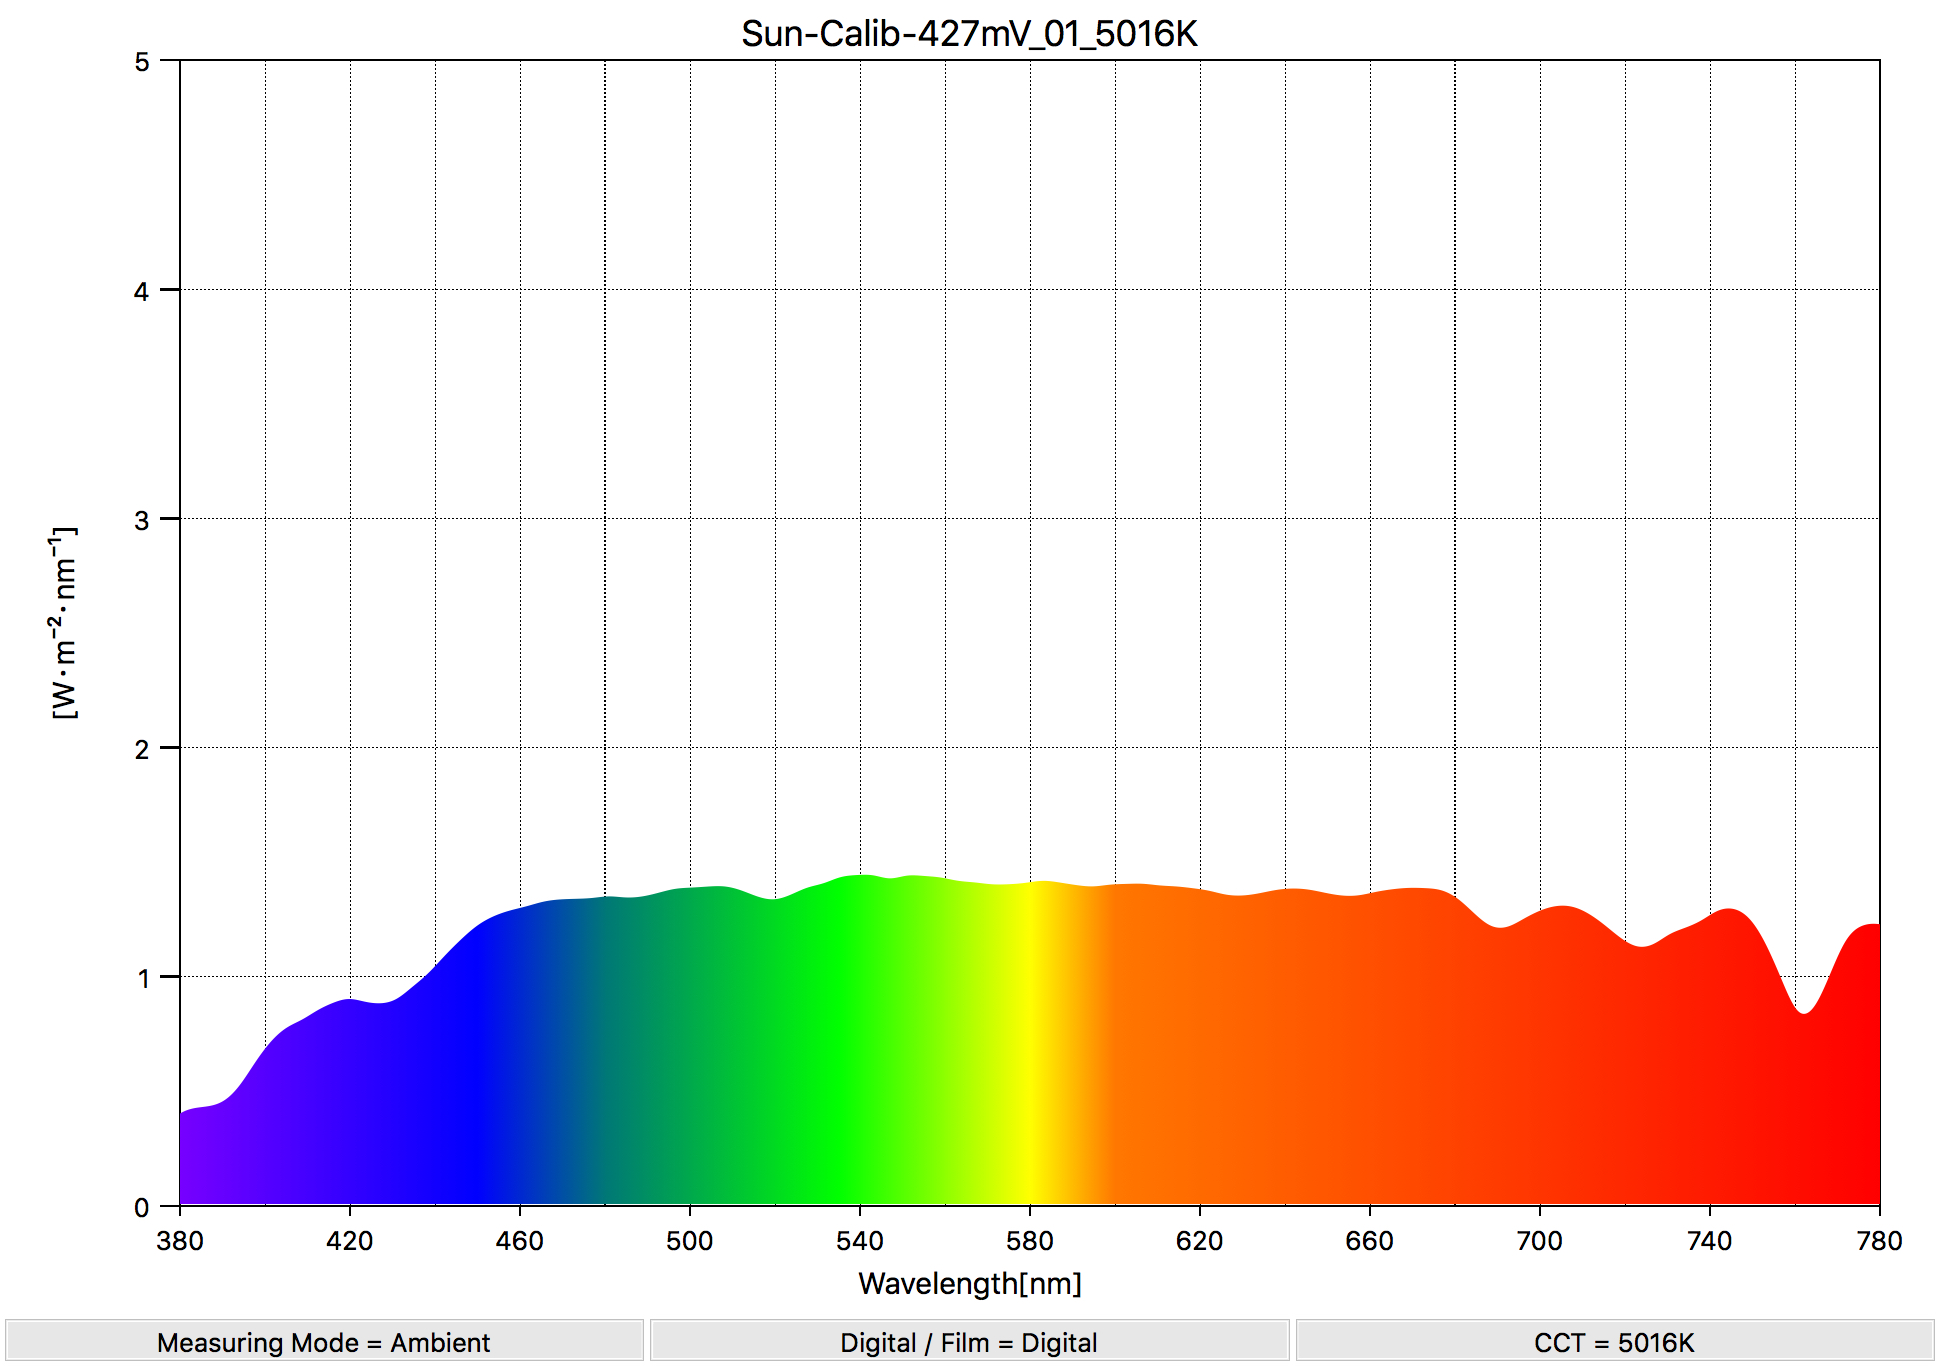 Sun-Calib-427mV_01_5016K
5
4
3
2
1
0
[W·m⁻²·nm⁻¹]
380 420 460 500 540 580 620 660 700 740 780
Wavelength[nm]
Measuring Mode = Ambient
Digital / Film = Digital
CCT = 5016K